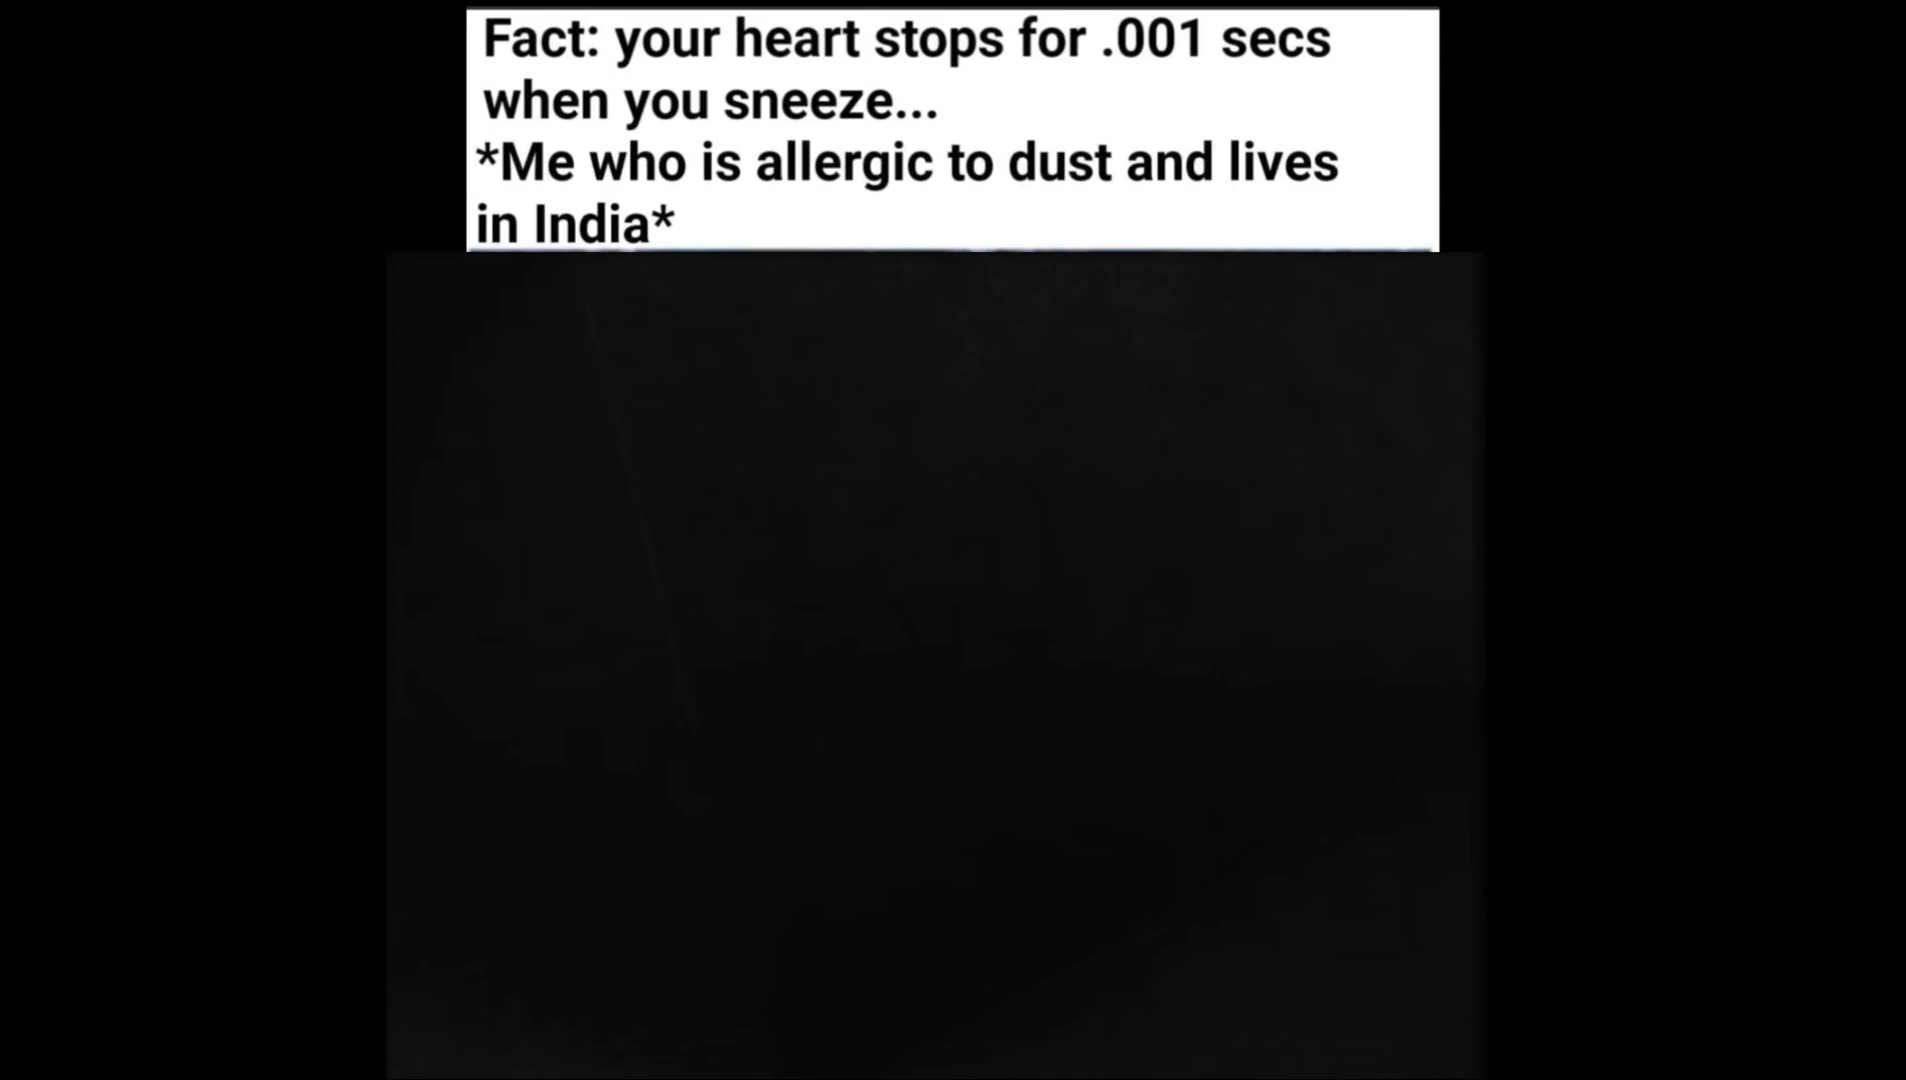 Fact: your heart stops for .001 secs
when you sneeze...
*Me who is allergic to dust and lives
in India*